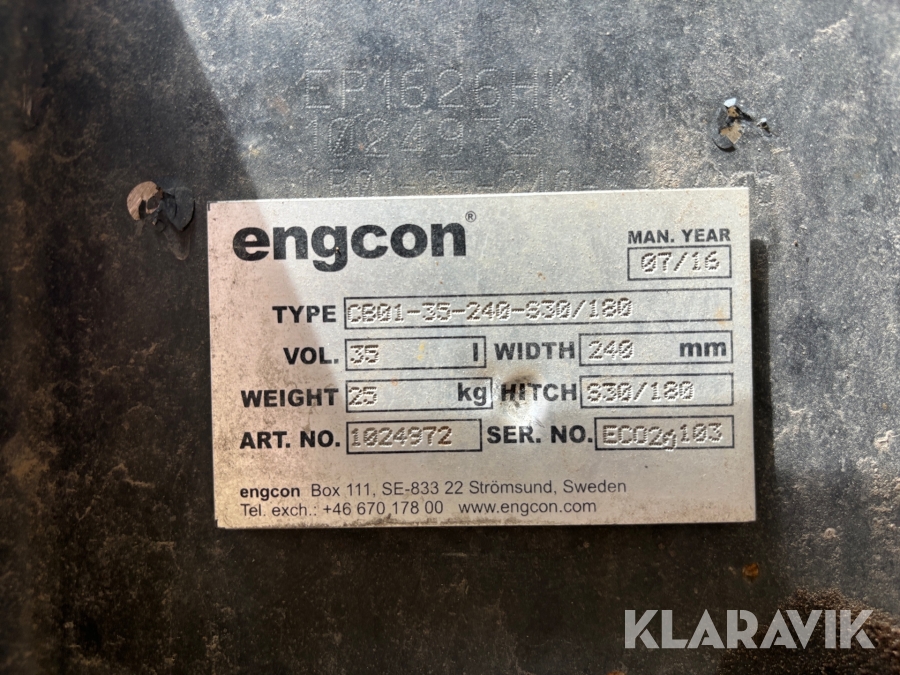 EP1626HK
1024972
engcon®
MAN. YEAR
07/16
TYPE CB01-35-240-S30/180
VOL. 35 l WIDTH 240 mm
WEIGHT 25 kg HITCH S30/180
ART. NO. 1024972 SER. NO. 103
engcon Box 111, SE-833 22 Strömsund, Sweden
Tel. exch.: +46 670 178 00 www.engcon.com
KLARAVIK